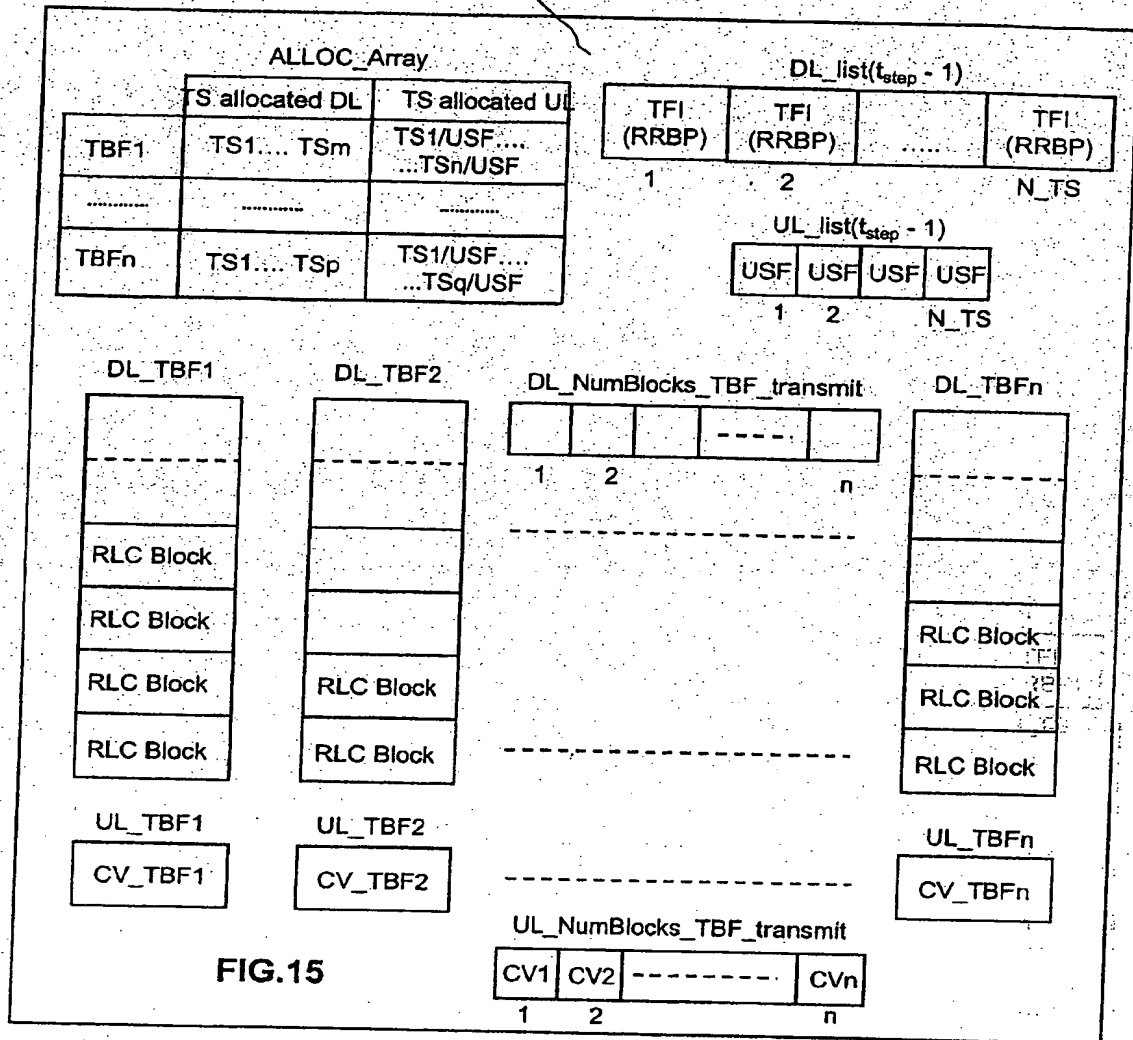 ALLOC_Array
TS allocated DL TS allocated UL
TBF1 TS1.... TSm TS1/USF....
...TSn/USF
............ ............ ............
TBFn TS1.... TSp TS1/USF....
...TSq/USF
DL_list(tstep - 1)
TFI (RRBP) TFI (RRBP) ..... TFI (RRBP)
1 2 N_TS
UL_list(tstep - 1)
USF USF USF USF
1 2 N_TS
DL_TBF1
RLC Block
RLC Block
RLC Block
RLC Block
DL_TBF2
RLC Block
RLC Block
DL_NumBlocks_TBF_transmit
1 2 n
DL_TBFn
RLC Block
RLC Block
RLC Block
UL_TBF1 UL_TBF2 UL_TBFn
CV_TBF1 CV_TBF2 CV_TBFn
UL_NumBlocks_TBF_transmit
CV1 CV2 CVn
1 2 n
FIG.15